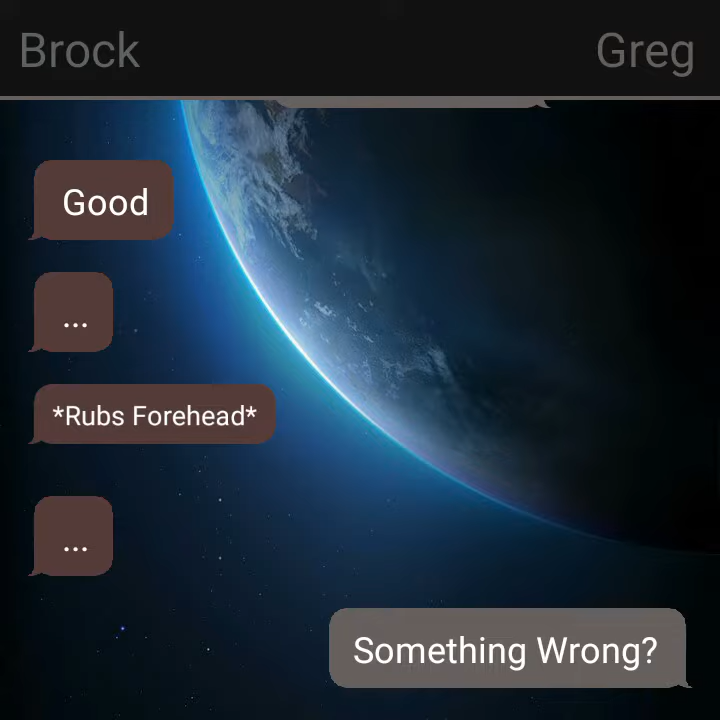 Brock
Greg
Good
...
*Rubs Forehead*
...
Something Wrong?